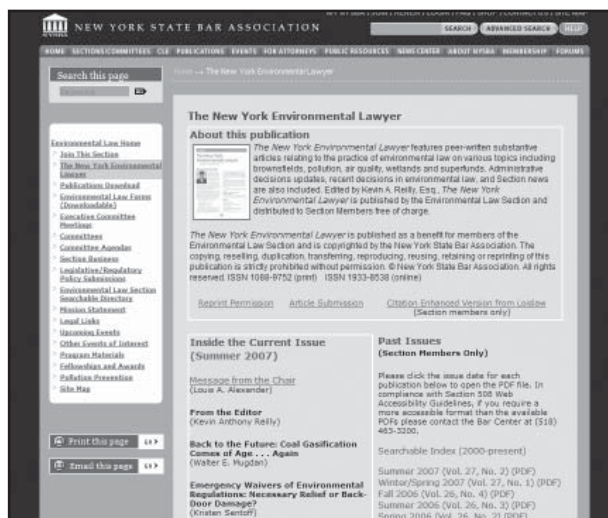 NEW YORK STATE BAR ASSOCIATION
SEARCH
ADVANCED SEARCH
HELP
HOME SECTIONS/COMMITTEES CLE PUBLICATIONS EVENTS FOR ATTORNEYS PUBLIC RESOURCES NEWS CENTER ABOUT NYSBA MEMBERSHIP FORUMS
Search this page
Home → The New York Environmental Lawyer
Environmental Law Home
Join This Section
The New York Environmental
Lawyer
Publications Download
Environmental Law Forms
(Downloadable)
Executive Committee
Meetings
Committees
Committee Agendas
Section Business
Legislative/Regulatory
Policy Submissions
Environmental Law Section
Searchable Directory
Mission Statement
Legal Links
Upcoming Events
Other Events of Interest
Program Materials
Fellowships and Awards
Pollution Prevention
Site Map
Print this page
Email this page
The New York Environmental Lawyer
About this publication
The New York Environmental Lawyer features peer-written substantive
articles relating to the practice of environmental law on various topics including
brownsfields, pollution, air quality, wetlands and superfunds. Administrative
decisions updates, recent decisions in environmental law, and Section news
are also included. Edited by Kevin A. Reilly, Esq., The New York
Environmental Lawyer is published by the Environmental Law Section and
distributed to Section Members free of charge.
The New York Environmental Lawyer is published as a benefit for members of the
Environmental Law Section and is copyrighted by the New York State Bar Association. The
copying, reselling, duplication, transferring, reproducing, reusing, retaining or reprinting of this
publication is strictly prohibited without permission. © New York State Bar Association. All rights
reserved. ISSN 1088-9752 (print) ISSN 1933-8538 (online)
Reprint Permission Article Submission Citation Enhanced Version from Loislaw
(Section members only)
Inside the Current Issue
(Summer 2007)
Message from the Chair
(Louis A. Alexander)
From the Editor
(Kevin Anthony Reilly)
Back to the Future: Coal Gasification
Comes of Age . . . Again
(Walter E. Mugdan)
Emergency Waivers of Environmental
Regulations: Necessary Relief or Back-
Door Damage?
(Kristen Sentoff)
Past Issues
(Section Members Only)
Please click the issue date for each
publication below to open the PDF file. In
compliance with Section 508 Web
Accessibility Guidelines, if you require a
more accessible format than the available
PDFs please contact the Bar Center at (518)
463-3200.
Searchable Index (2000-present)
Summer 2007 (Vol. 27, No. 2) (PDF)
Winter/Spring 2007 (Vol. 27, No. 1) (PDF)
Fall 2006 (Vol. 26, No. 4) (PDF)
Summer 2006 (Vol. 26, No. 3) (PDF)
Spring 2006 (Vol. 26, No. 2) (PDF)